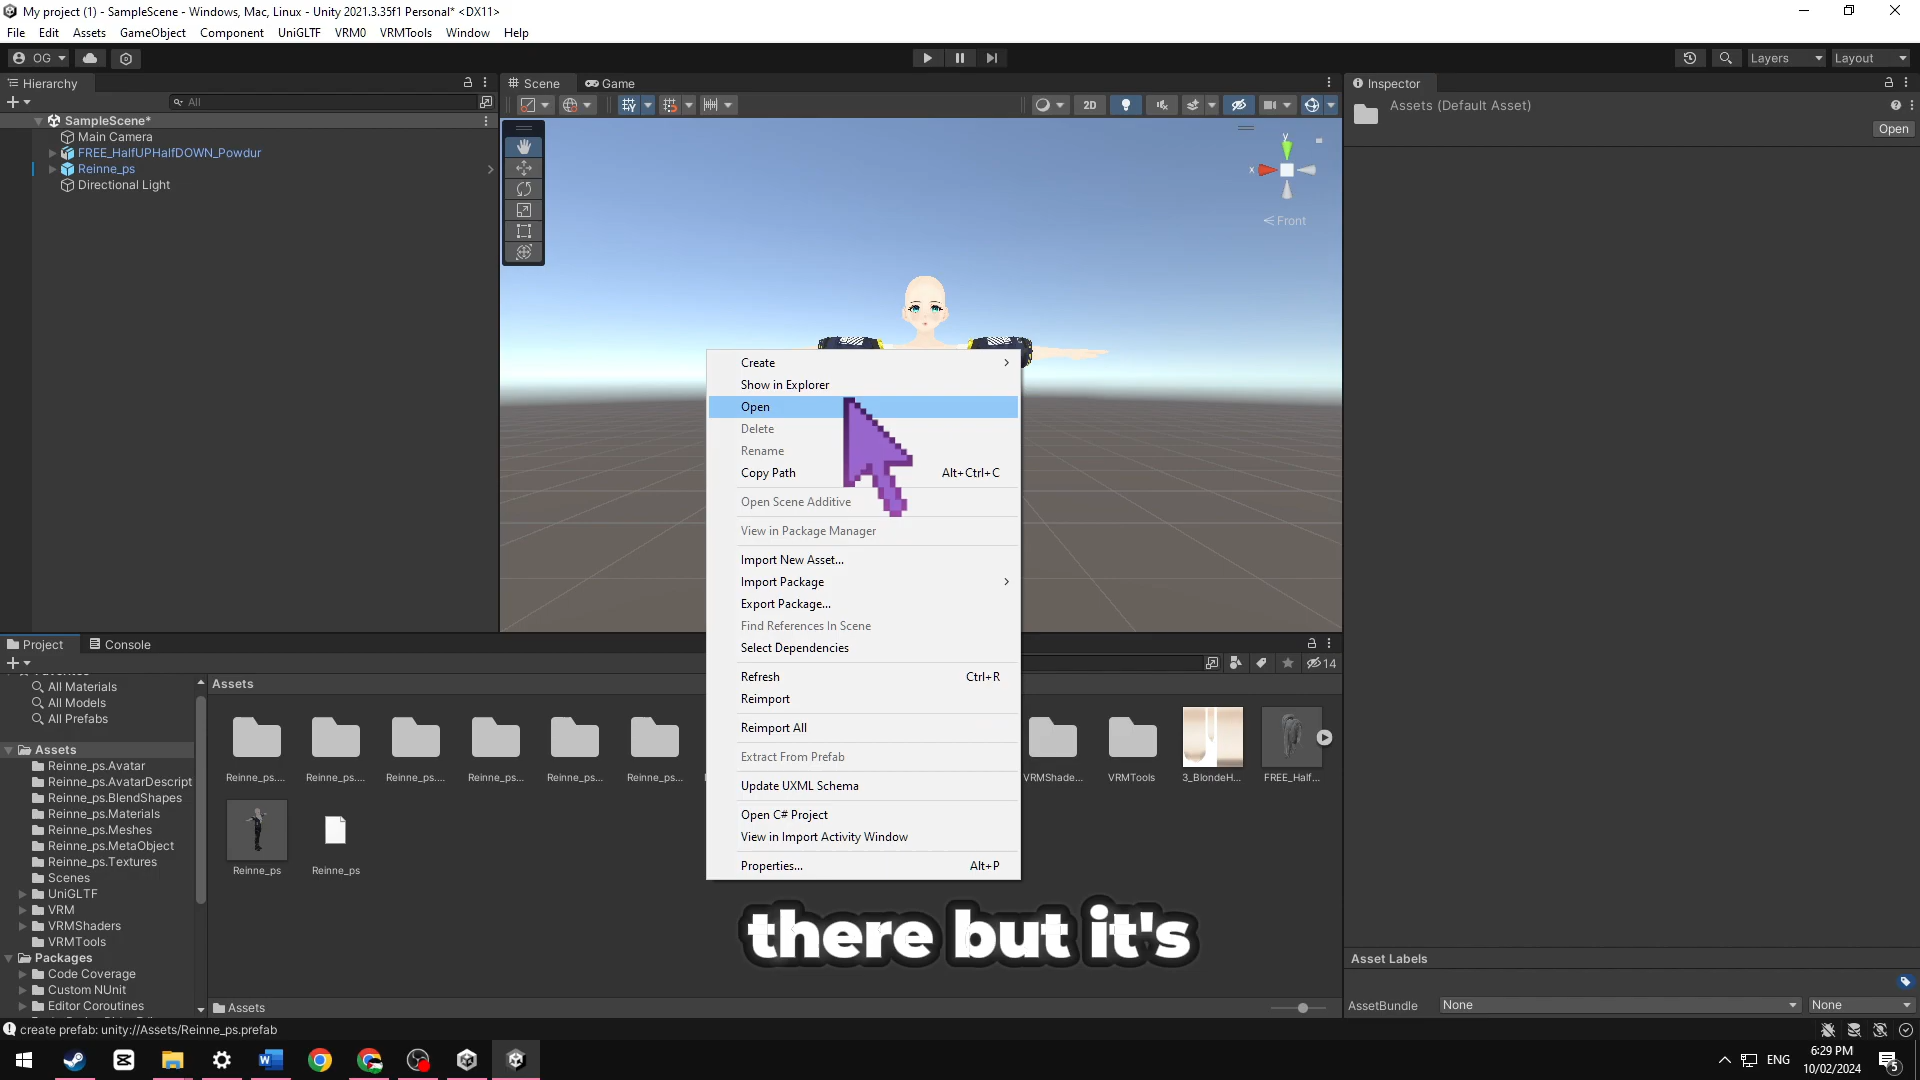 My project (1) - SampleScene - Windows, Mac, Linux - Unity 2021.3.35f1 Personal* <DX11>
File Edit Assets GameObject Component UniGLTF VRM0 VRMTools Window Help
OG Layers Layout
Hierarchy Scene Game Inspector
All 2D Assets (Default Asset)
Open
SampleScene*
Main Camera
FREE_HalfUPHalfDOWN_Powdur
Reinne_ps
Directional Light
y
x
Front
Create
Show in Explorer
Open
Delete
Rename
Copy Path Alt+Ctrl+C
Open Scene Additive
View in Package Manager
Import New Asset...
Import Package
Export Package...
Find References In Scene
Select Dependencies
Refresh Ctrl+R
Reimport
Reimport All
Extract From Prefab
Update UXML Schema
Open C# Project
View in Import Activity Window
Properties... Alt+P
Project Console
14
All Materials
All Models
All Prefabs
Assets
Reinne_ps.Avatar
Reinne_ps.AvatarDescript
Reinne_ps.BlendShapes
Reinne_ps.Materials
Reinne_ps.Meshes
Reinne_ps.MetaObject
Reinne_ps.Textures
Scenes
UniGLTF
VRM
VRMShaders
VRMTools
Packages
Code Coverage
Custom NUnit
Editor Coroutines
Assets
Reinne_ps.... Reinne_ps.... Reinne_ps.... Reinne_ps... Reinne_ps... Reinne_ps... VRMShade... VRMTools 3_BlondeH... FREE_Half...
Reinne_ps Reinne_ps
there but it's
Assets
Asset Labels
AssetBundle None None
create prefab: unity://Assets/Reinne_ps.prefab
ENG
6:29 PM
10/02/2024
5